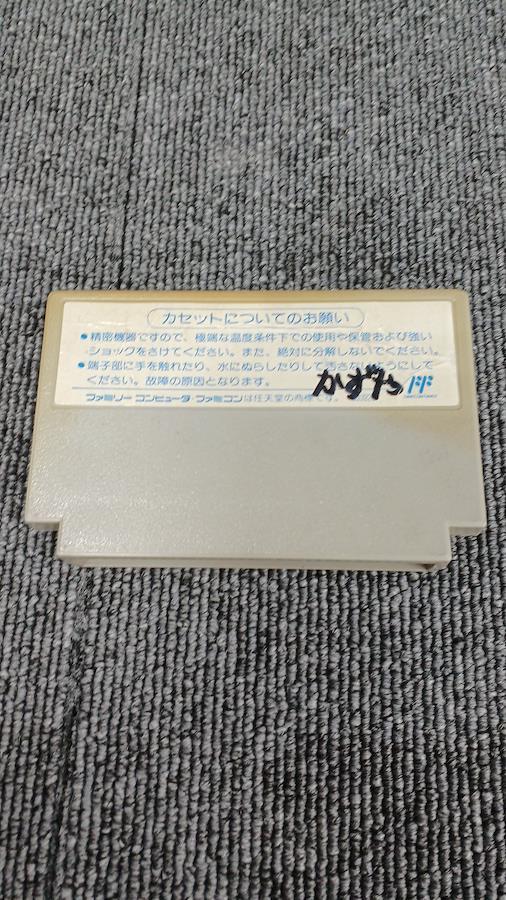 カセットについてのお願い
●精密機器ですので、極端な温度条件下での使用や保管および強い
ショックをさけてください。また、絶対に分解しないでください。
●端子部に手を触れたり、水にぬらしたりして汚さないようにして
ください。故障の原因となります。
ファミリーコンピュータ・ファミコンは任天堂の商標です。
FF